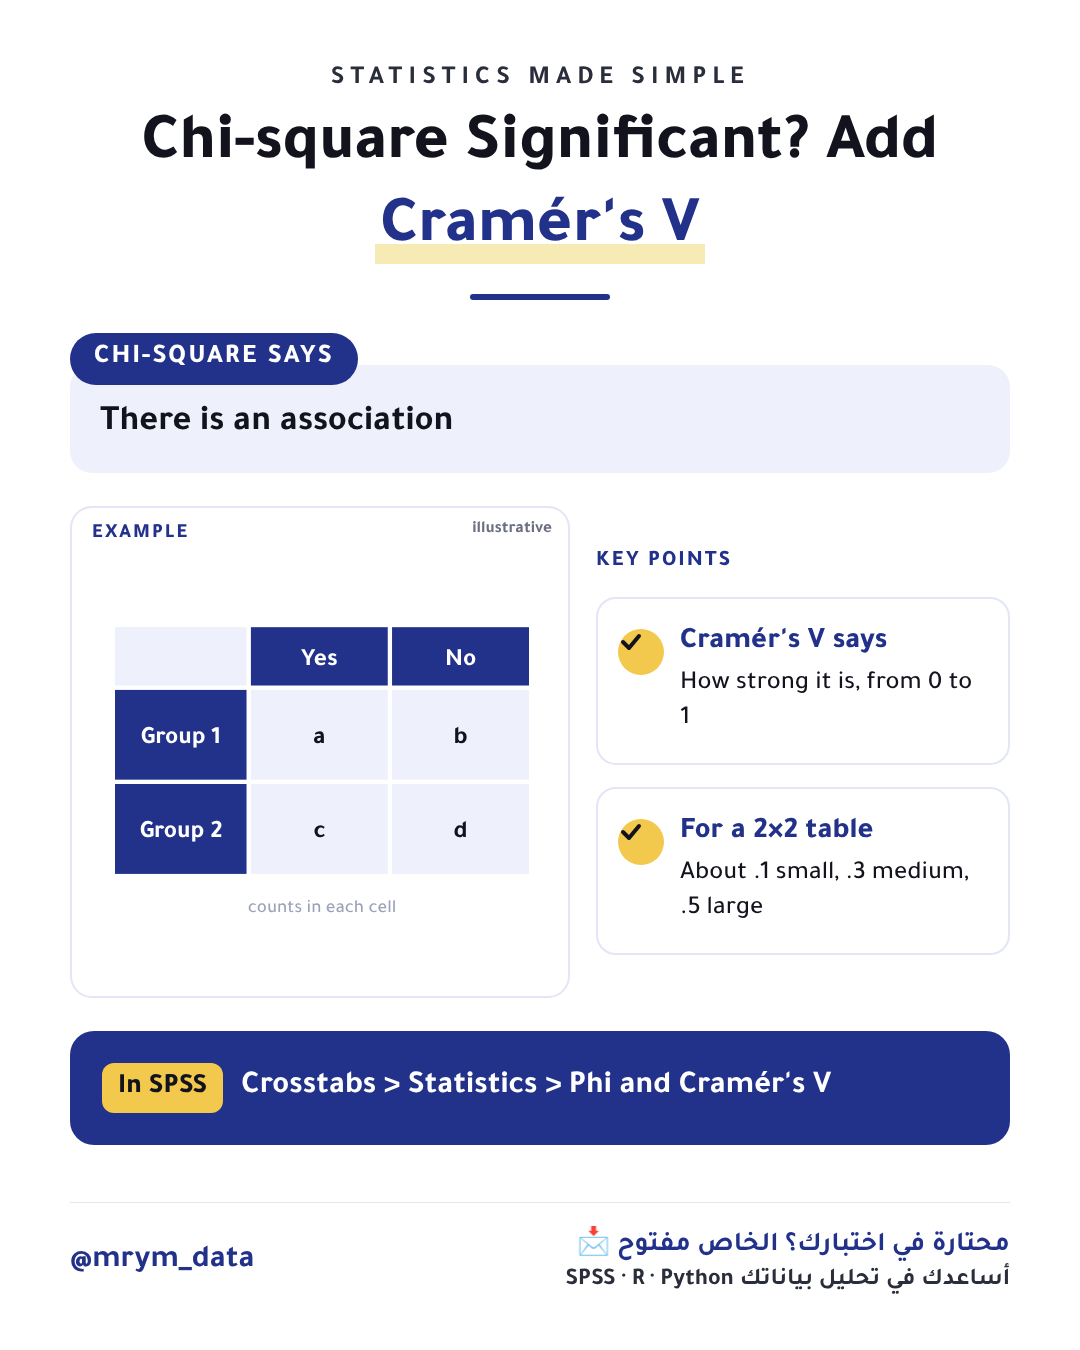 STATISTICS MADE SIMPLE
Chi-square Significant? Add
Cramér's V
CHI-SQUARE SAYS
There is an association
EXAMPLE
illustrative
Yes No
Group 1 a b
Group 2 c d
counts in each cell
KEY POINTS
Cramér's V says
How strong it is, from 0 to
1
For a 2×2 table
About .1 small, .3 medium,
.5 large
In SPSS Crosstabs > Statistics > Phi and Cramér's V
@mrym_data
محتارة في اختبارك؟ الخاص مفتوح 📩
أساعدك في تحليل بياناتك SPSS · R · Python